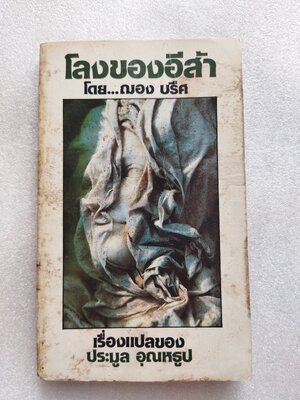 โลงของอีส้า
โดย...ฌอง บรีศ
เรื่องแปลของ
ประมูล อุณหธูป